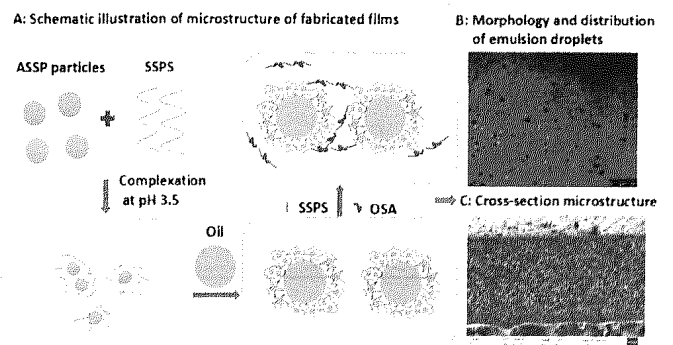 A: Schematic illustration of microstructure of fabricated films
B: Morphology and distribution
of emulsion droplets
ASSP particles
SSPS
Complexation
at pH 3.5
Oil
SSPS
OSA
C: Cross-section microstructure